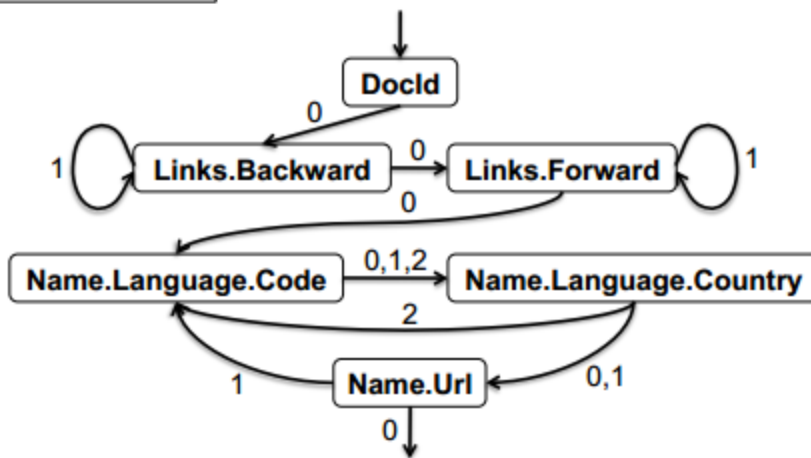 DocId
0
1 Links.Backward 0 Links.Forward 1
0
Name.Language.Code 0,1,2 Name.Language.Country
2
1 Name.Url 0,1
0